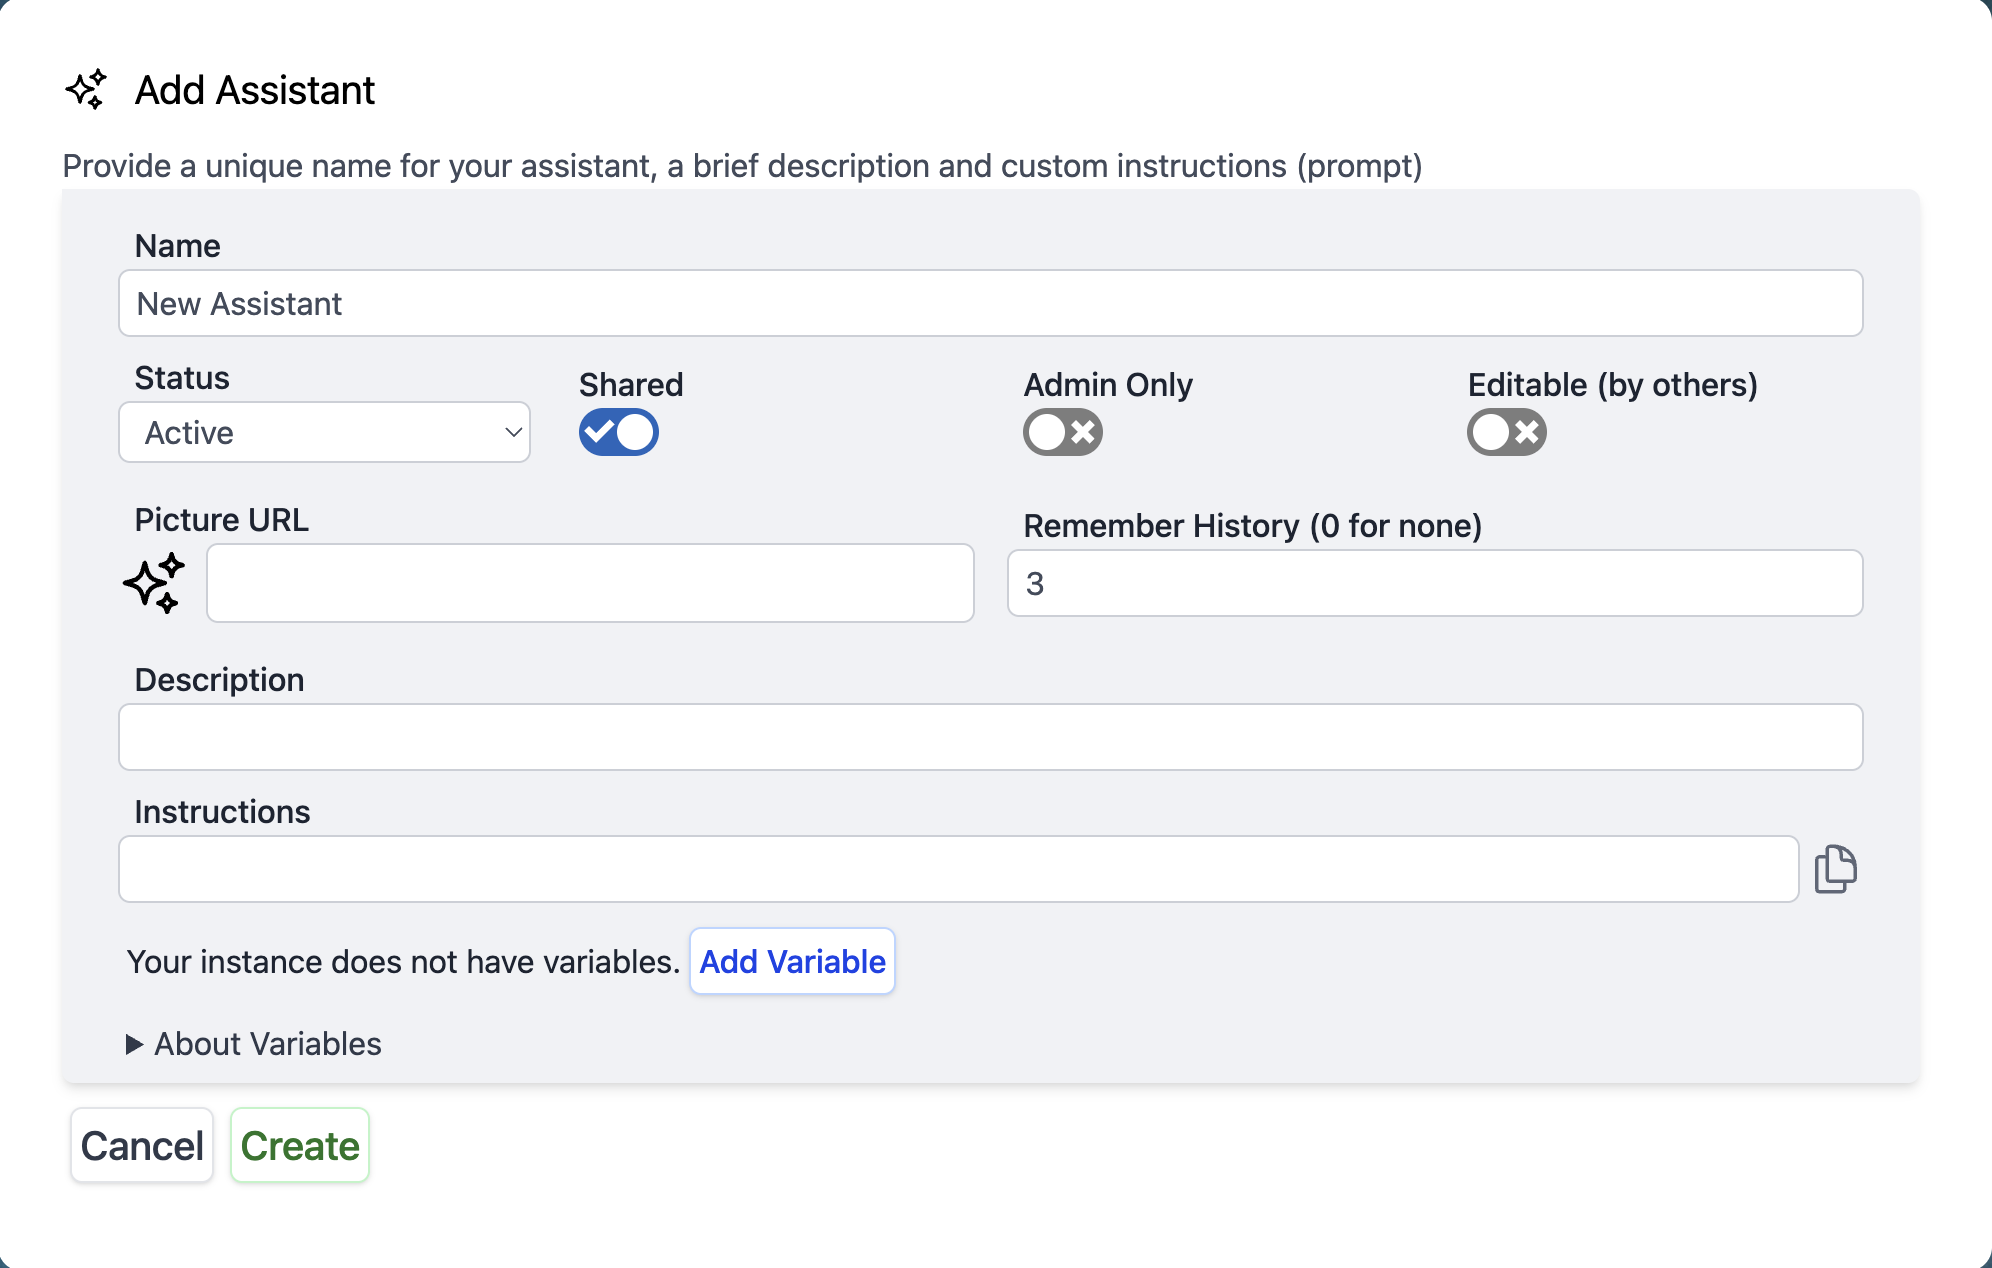 Add Assistant
Provide a unique name for your assistant, a brief description and custom instructions (prompt)
Name
New Assistant
Status
Active
Shared
Admin Only
Editable (by others)
Picture URL
Remember History (0 for none)
3
Description
Instructions
Your instance does not have variables. Add Variable
About Variables
Cancel Create